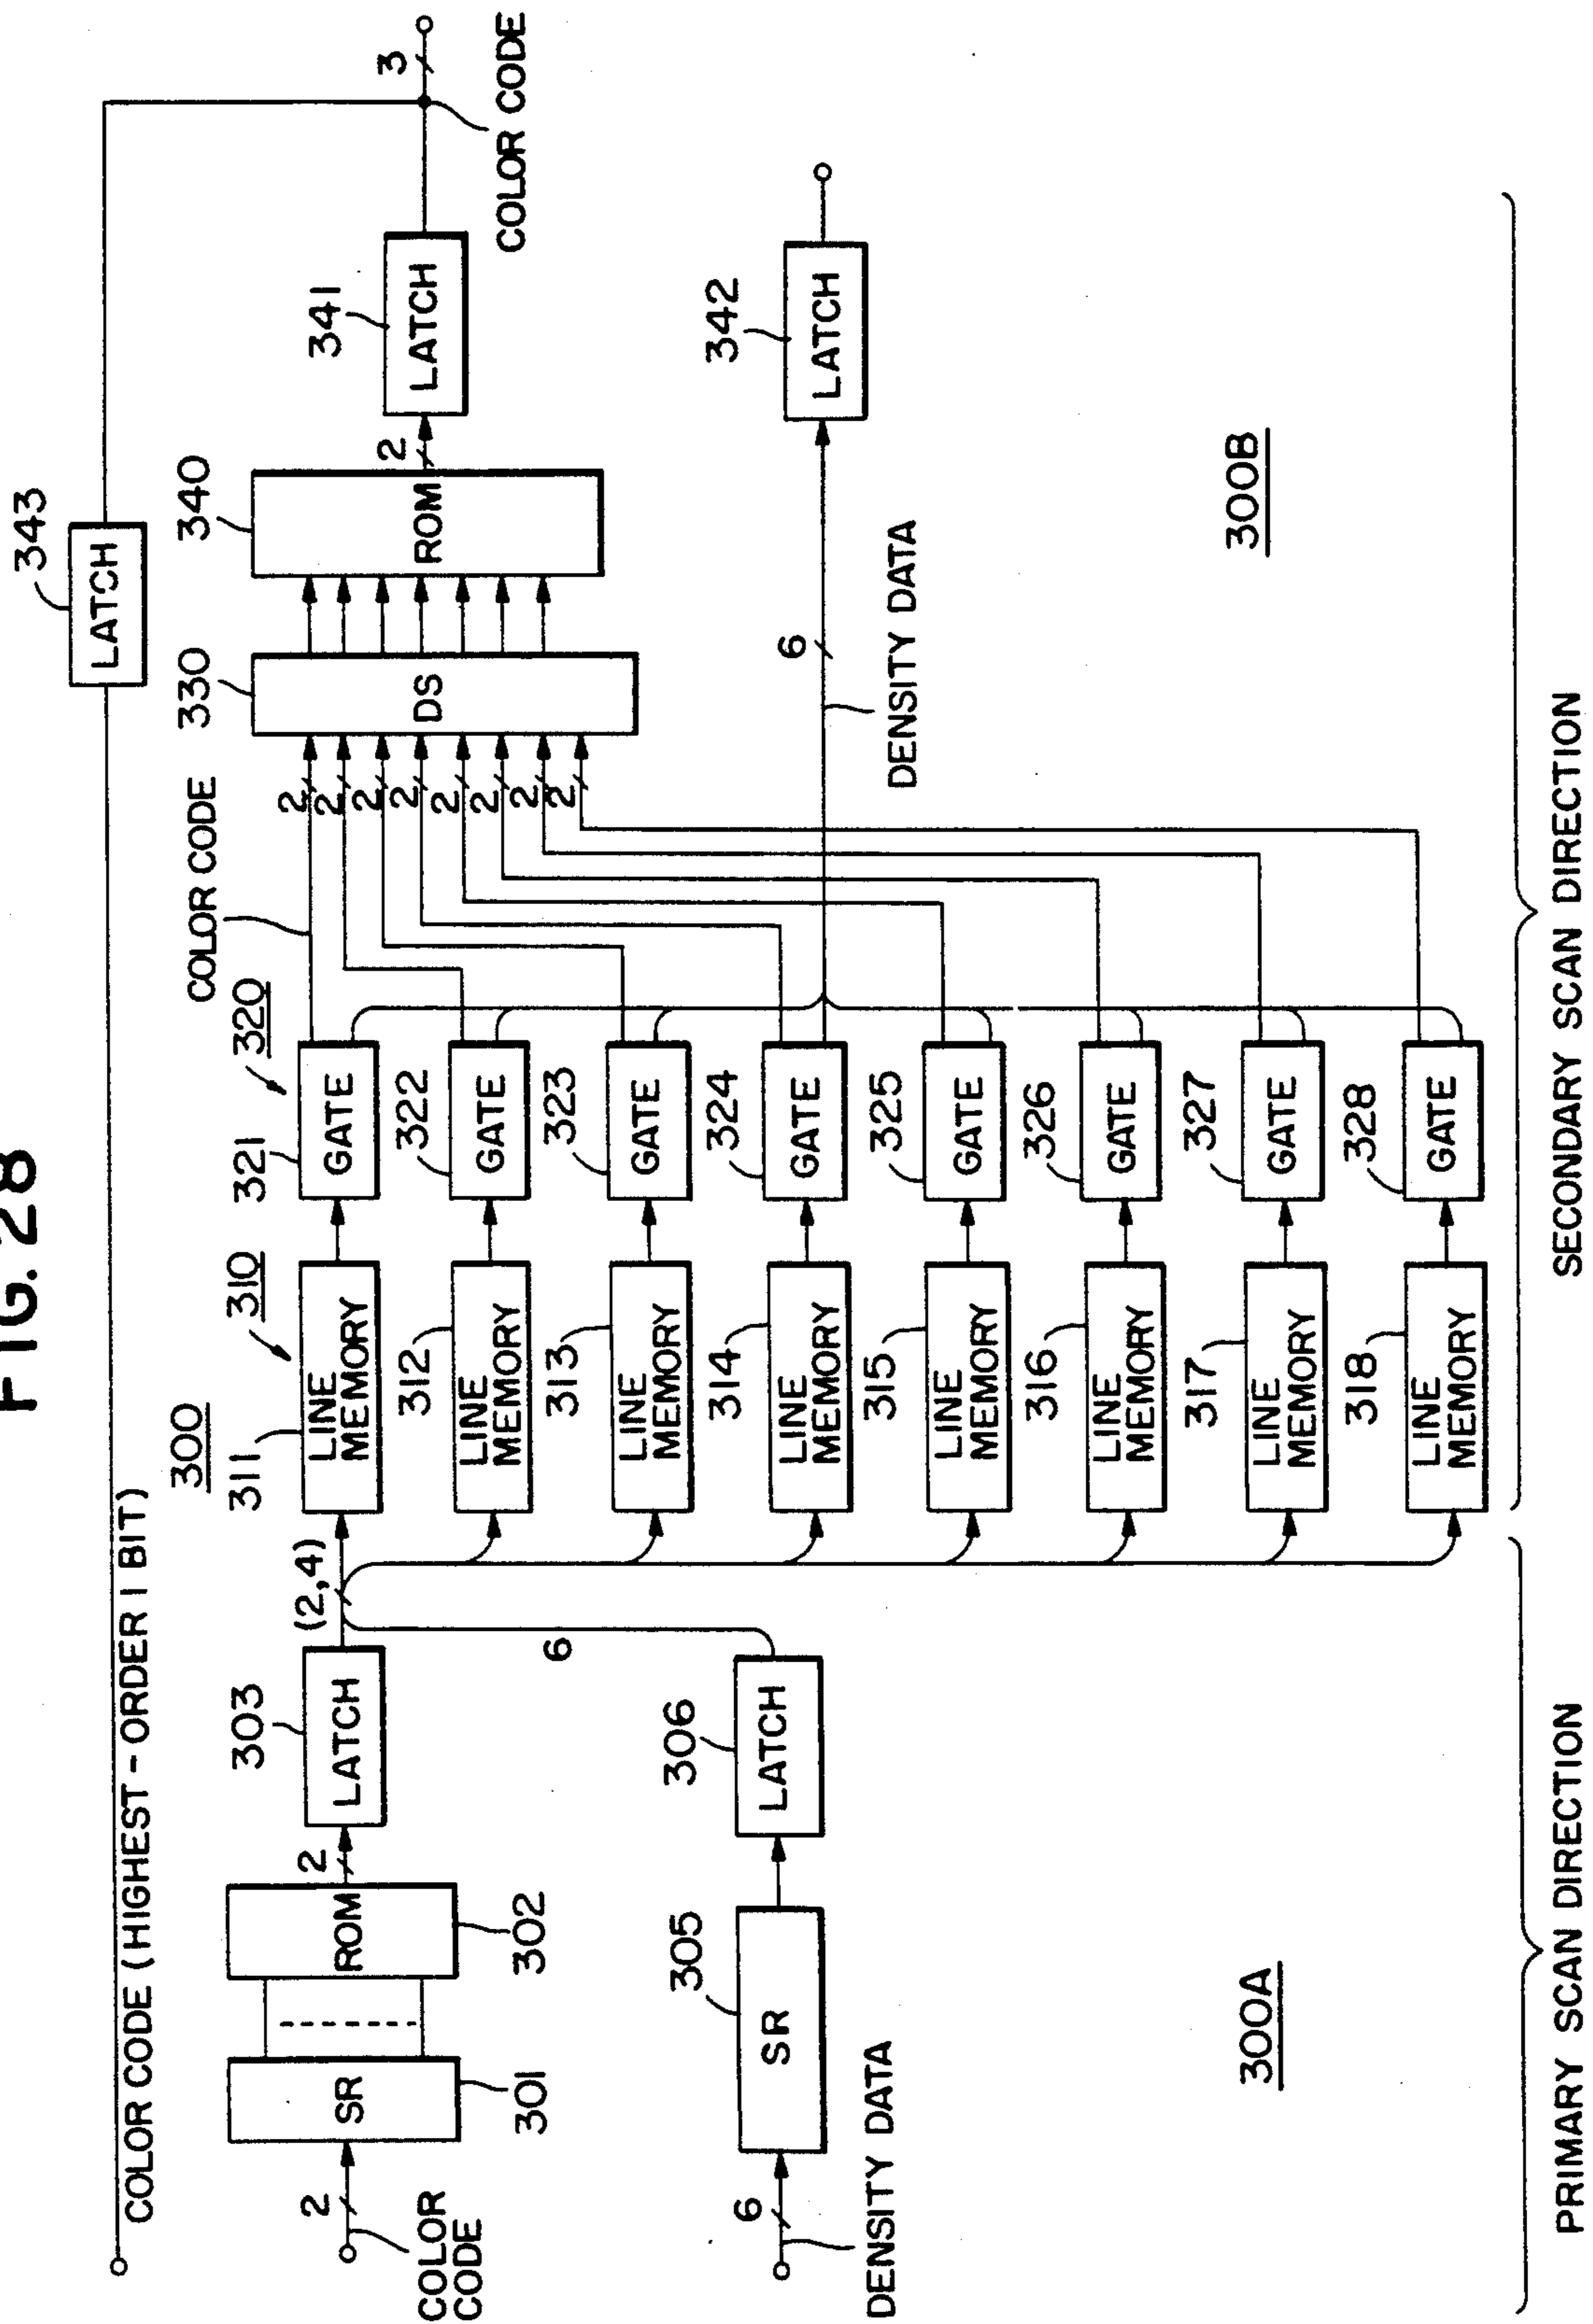 FIG. 28
COLOR CODE (HIGHEST-ORDER 1 BIT)
343
LATCH
300
COLOR CODE
2
SR
301
ROM
302
2
303
LATCH
(2,4)
6
DENSITY DATA
6
305
SR
306
LATCH
310
311
LINE MEMORY
312
LINE MEMORY
313
LINE MEMORY
314
LINE MEMORY
315
LINE MEMORY
316
LINE MEMORY
317
LINE MEMORY
318
LINE MEMORY
320
321
GATE
322
GATE
323
GATE
324
GATE
325
GATE
326
GATE
327
GATE
328
GATE
COLOR CODE
2
2
2
2
2
2
2
2
330
DS
340
ROM
2
341
LATCH
3
COLOR CODE
6
DENSITY DATA
342
LATCH
300A
300B
PRIMARY SCAN DIRECTION
SECONDARY SCAN DIRECTION